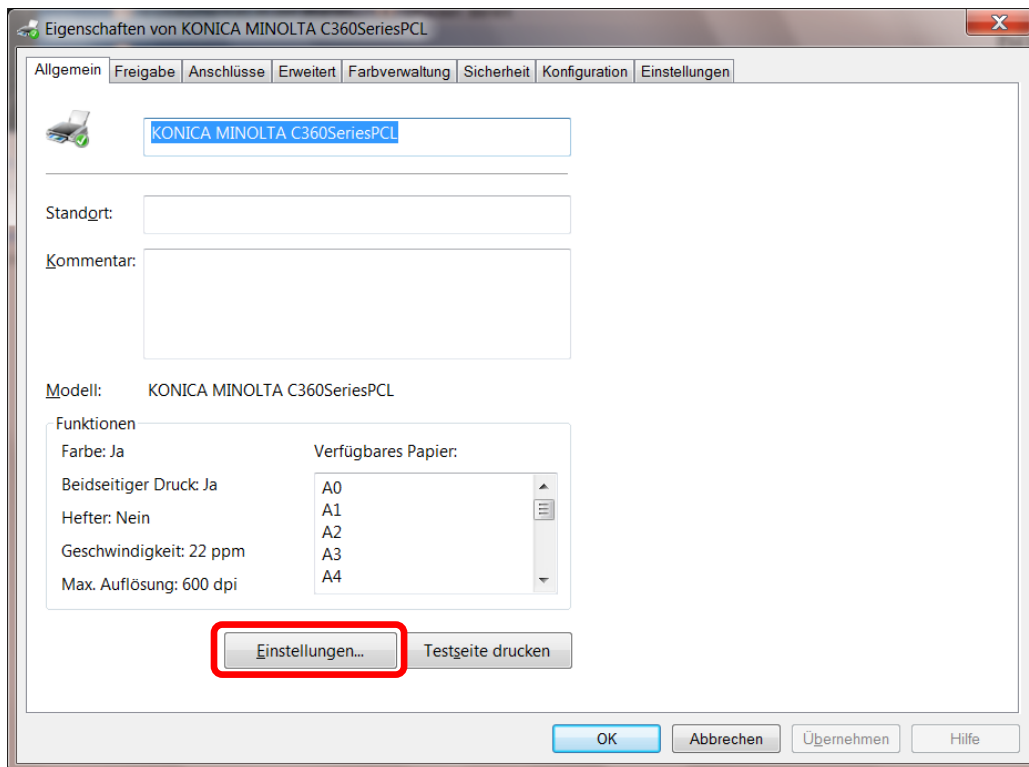 Eigenschaften von KONICA MINOLTA C360SeriesPCL
Allgemein Freigabe Anschlüsse Erweitert Farbverwaltung Sicherheit Konfiguration Einstellungen
KONICA MINOLTA C360SeriesPCL
Standort:
Kommentar:
Modell: KONICA MINOLTA C360SeriesPCL
Funktionen
Farbe: Ja
Verfügbares Papier:
Beidseitiger Druck: Ja
Hefter: Nein
Geschwindigkeit: 22 ppm
Max. Auflösung: 600 dpi
A0
A1
A2
A3
A4
Einstellungen... Testseite drucken
OK Abbrechen Übernehmen Hilfe